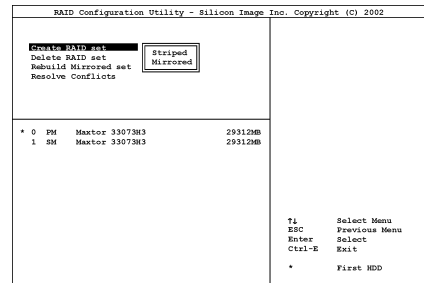 RAID Configuration Utility - Silicon Image Inc. Copyright (C) 2002
Create RAID set
Delete RAID set
Rebuild Mirrored set
Resolve Conflicts
Striped
Mirrored
* 0 PM Maxtor 33073H3 29312MB
1 SM Maxtor 33073H3 29312MB
↑↓ Select Menu
ESC Previous Menu
Enter Select
Ctrl-E Exit
* First HDD